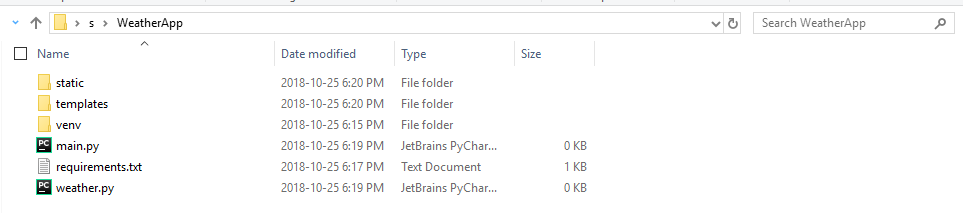 s WeatherApp Search WeatherApp
Name Date modified Type Size
static 2018-10-25 6:20 PM File folder
templates 2018-10-25 6:20 PM File folder
venv 2018-10-25 6:15 PM File folder
PC main.py 2018-10-25 6:19 PM JetBrains PyChar... 0 KB
requirements.txt 2018-10-25 6:17 PM Text Document 1 KB
PC weather.py 2018-10-25 6:19 PM JetBrains PyChar... 0 KB